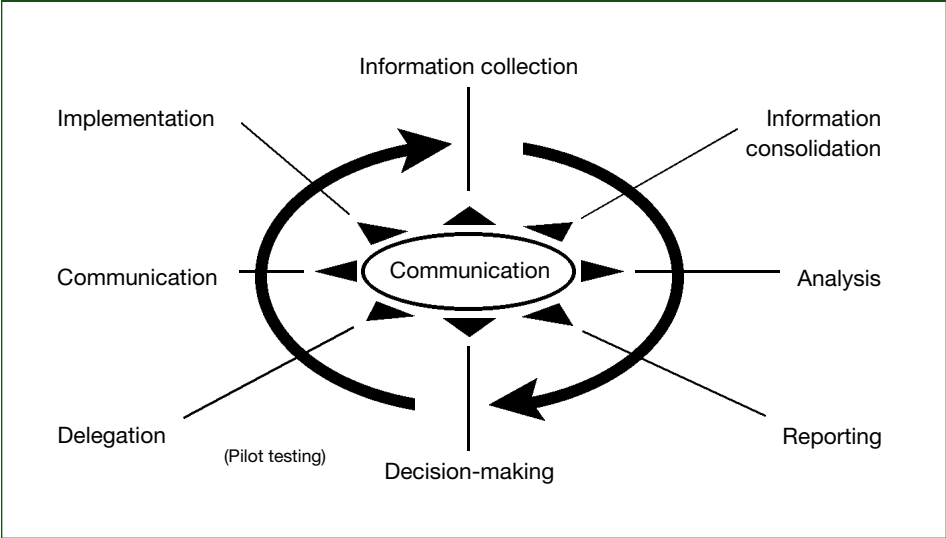 Information collection
Implementation
Information
consolidation
Communication
Communication
Analysis
Delegation
Reporting
(Pilot testing)
Decision-making